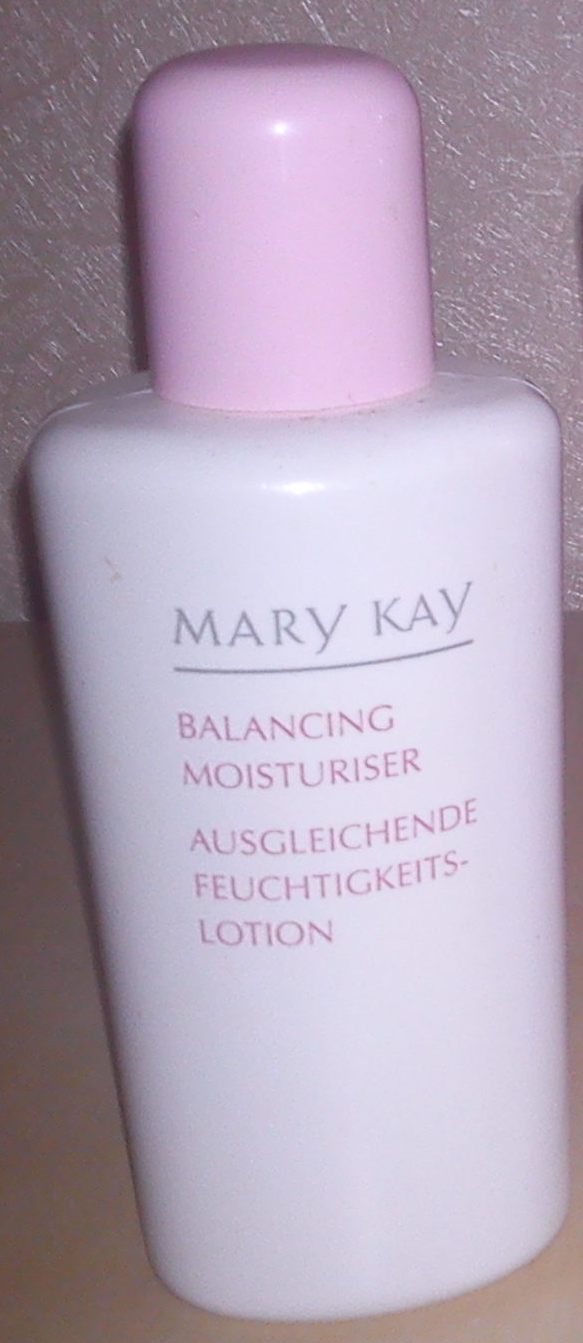 MARY KAY
BALANCING
MOISTURISER
AUSGLEICHENDE
FEUCHTIGKEITS-
LOTION